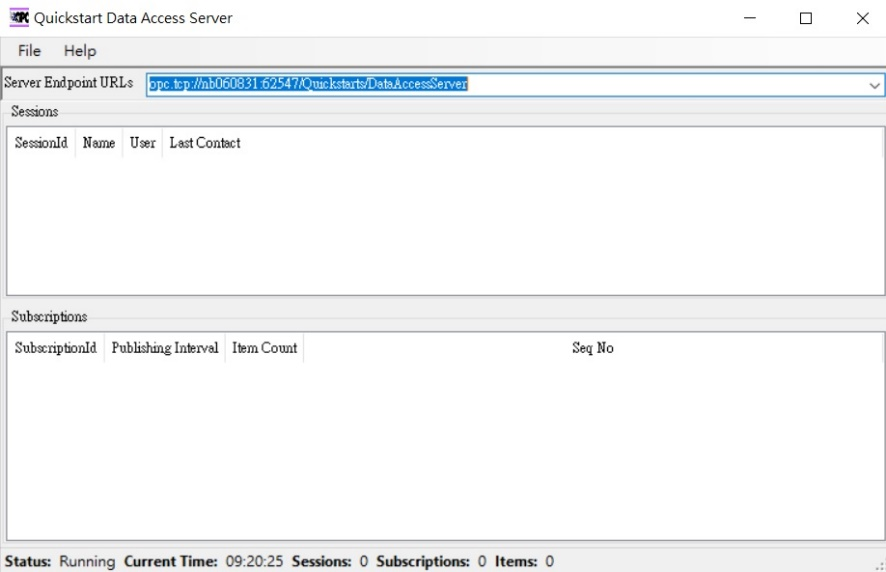 Quickstart Data Access Server
File Help
Server Endpoint URLs opc.tcp://nb060831:62547/Quickstarts/DataAccessServer
Sessions
SessionId Name User Last Contact
Subscriptions
SubscriptionId Publishing Interval Item Count Seq No
Status: Running Current Time: 09:20:25 Sessions: 0 Subscriptions: 0 Items: 0